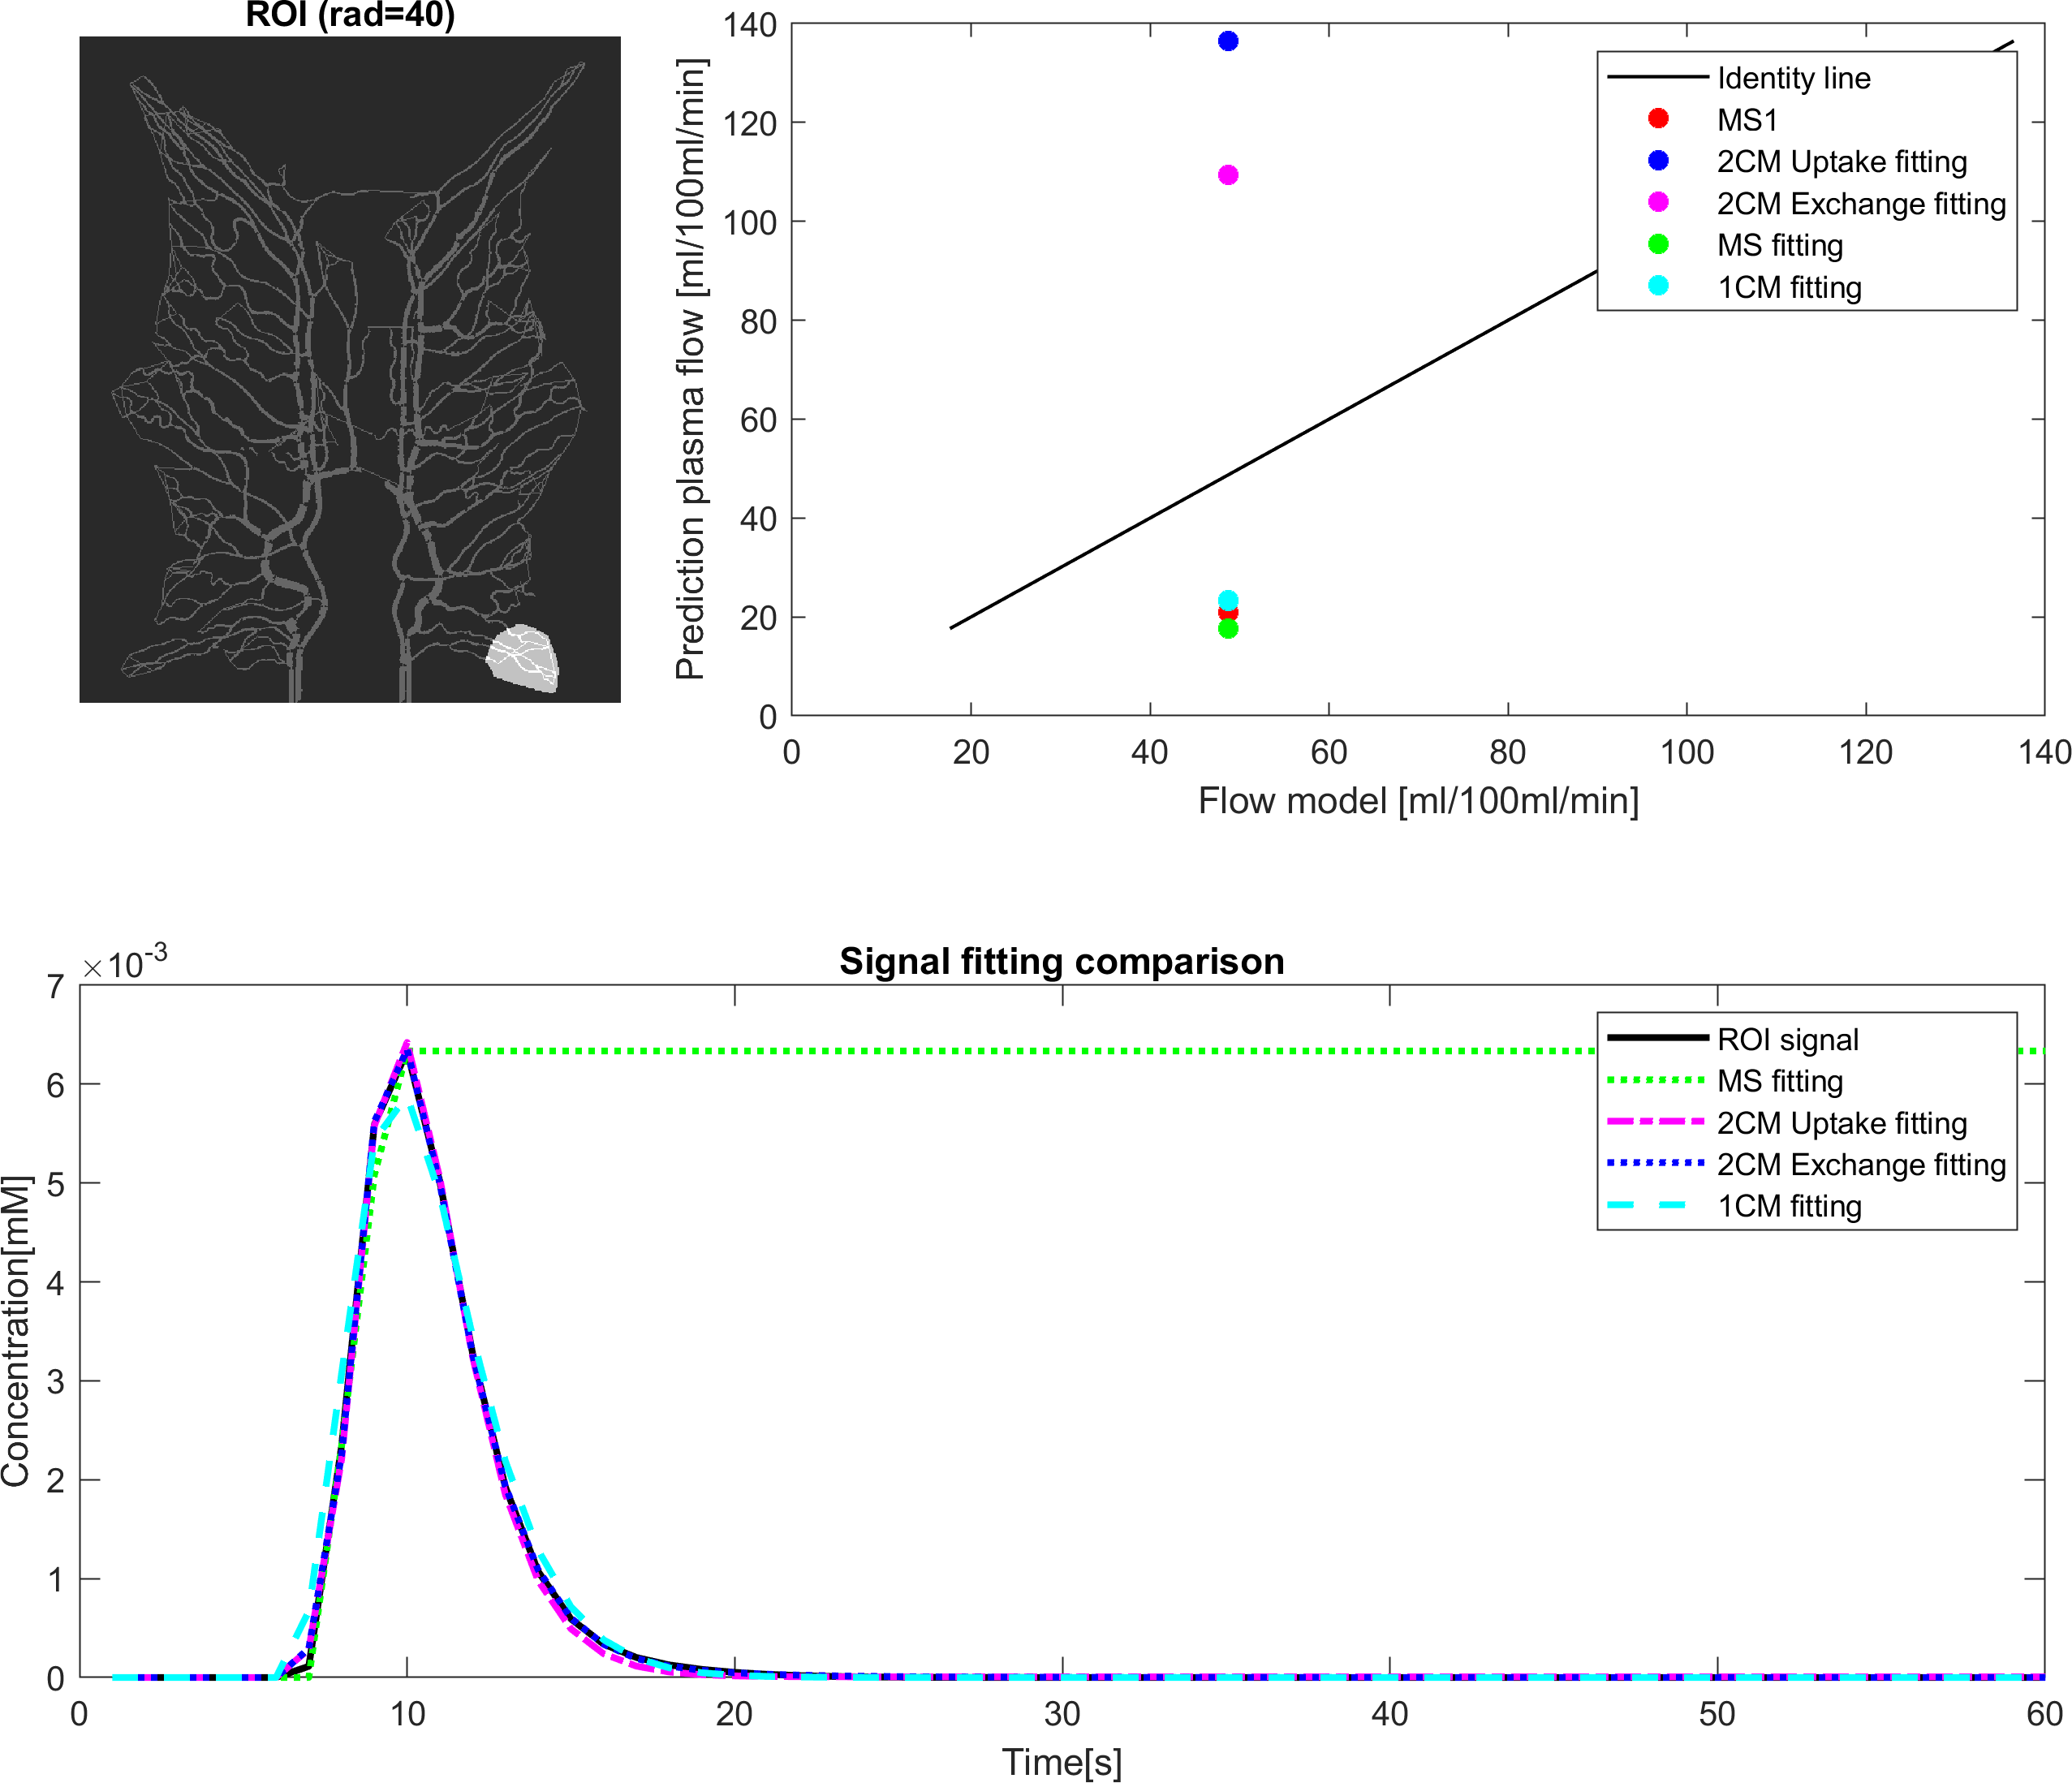 ROI (rad=40)
Prediction plasma flow [ml/100ml/min]
140
120
100
80
60
40
20
0
0 20 40 60 80 100 120 140
Flow model [ml/100ml/min]
Identity line
MS1
2CM Uptake fitting
2CM Exchange fitting
MS fitting
1CM fitting
Signal fitting comparison
×10-3
Concentration[mM]
7
6
5
4
3
2
1
0
0 10 20 30 40 50 60
Time[s]
ROI signal
MS fitting
2CM Uptake fitting
2CM Exchange fitting
1CM fitting